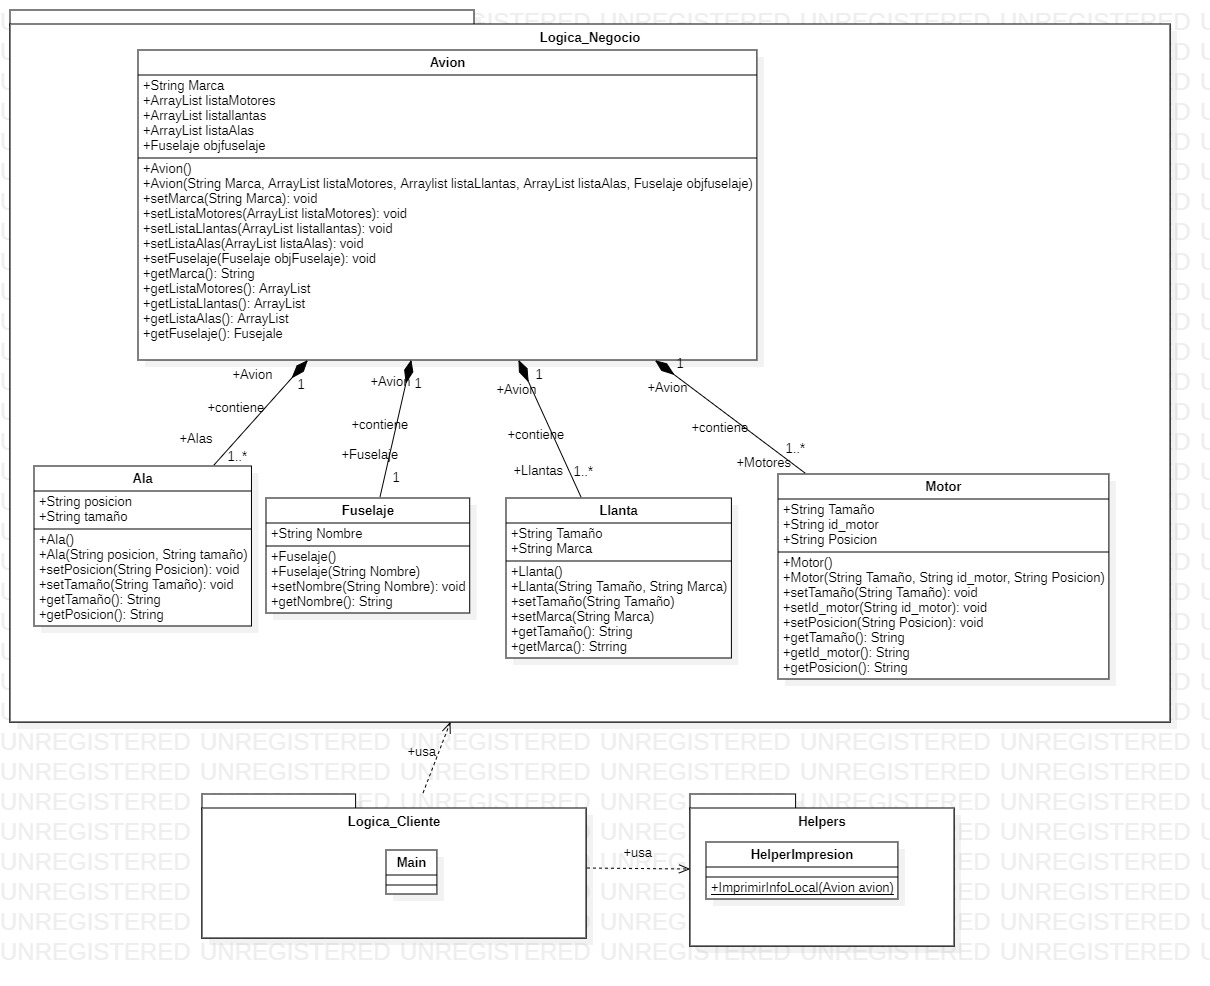 Logica_Negocio
Avion
+String Marca
+ArrayList listaMotores
+ArrayList listallantas
+ArrayList listaAlas
+Fuselaje objfuselaje
+Avion()
+Avion(String Marca, ArrayList listaMotores, Arraylist listaLlantas, ArrayList listaAlas, Fuselaje objfuselaje)
+setMarca(String Marca): void
+setListaMotores(ArrayList listaMotores): void
+setListaLlantas(ArrayList listallantas): void
+setListaAlas(ArrayList listaAlas): void
+setFuselaje(Fuselaje objFuselaje): void
+getMarca(): String
+getListaMotores(): ArrayList
+getListaLlantas(): ArrayList
+getListaAlas(): ArrayList
+getFuselaje(): Fusejale
+Avion
1
+contiene
+Alas
1..*
+Avion
1
+contiene
+Fuselaje
1
+Avion
1
+contiene
+Llantas
1..*
+Avion
1
+contiene
+Motores
1..*
Ala
+String posicion
+String tamaño
+Ala()
+Ala(String posicion, String tamaño)
+setPosicion(String Posicion): void
+setTamaño(String Tamaño): void
+getTamaño(): String
+getPosicion(): String
Fuselaje
+String Nombre
+Fuselaje()
+Fuselaje(String Nombre)
+setNombre(String Nombre): void
+getNombre(): String
Llanta
+String Tamaño
+String Marca
+Llanta()
+Llanta(String Tamaño, String Marca)
+setTamaño(String Tamaño)
+setMarca(String Marca)
+getTamaño(): String
+getMarca(): Strring
Motor
+String Tamaño
+String id_motor
+String Posicion
+Motor()
+Motor(String Tamaño, String id_motor, String Posicion)
+setTamaño(String Tamaño): void
+setId_motor(String id_motor): void
+setPosicion(String Posicion): void
+getTamaño(): String
+getId_motor(): String
+getPosicion(): String
+usa
Logica_Cliente
Main
+usa
Helpers
HelperImpresion
+ImprimirInfoLocal(Avion avion)
UNREGISTERED UNREGISTERED UNREGISTERED UNREGISTERED UNREGISTERED UNREGISTERED